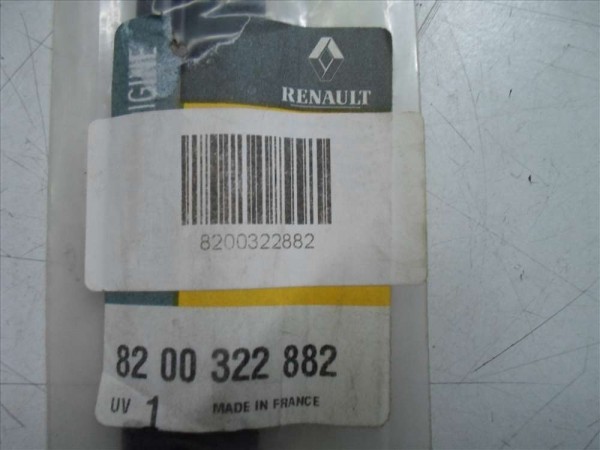 RENAULT
8200322882
82 00 322 882
UV 1 MADE IN FRANCE